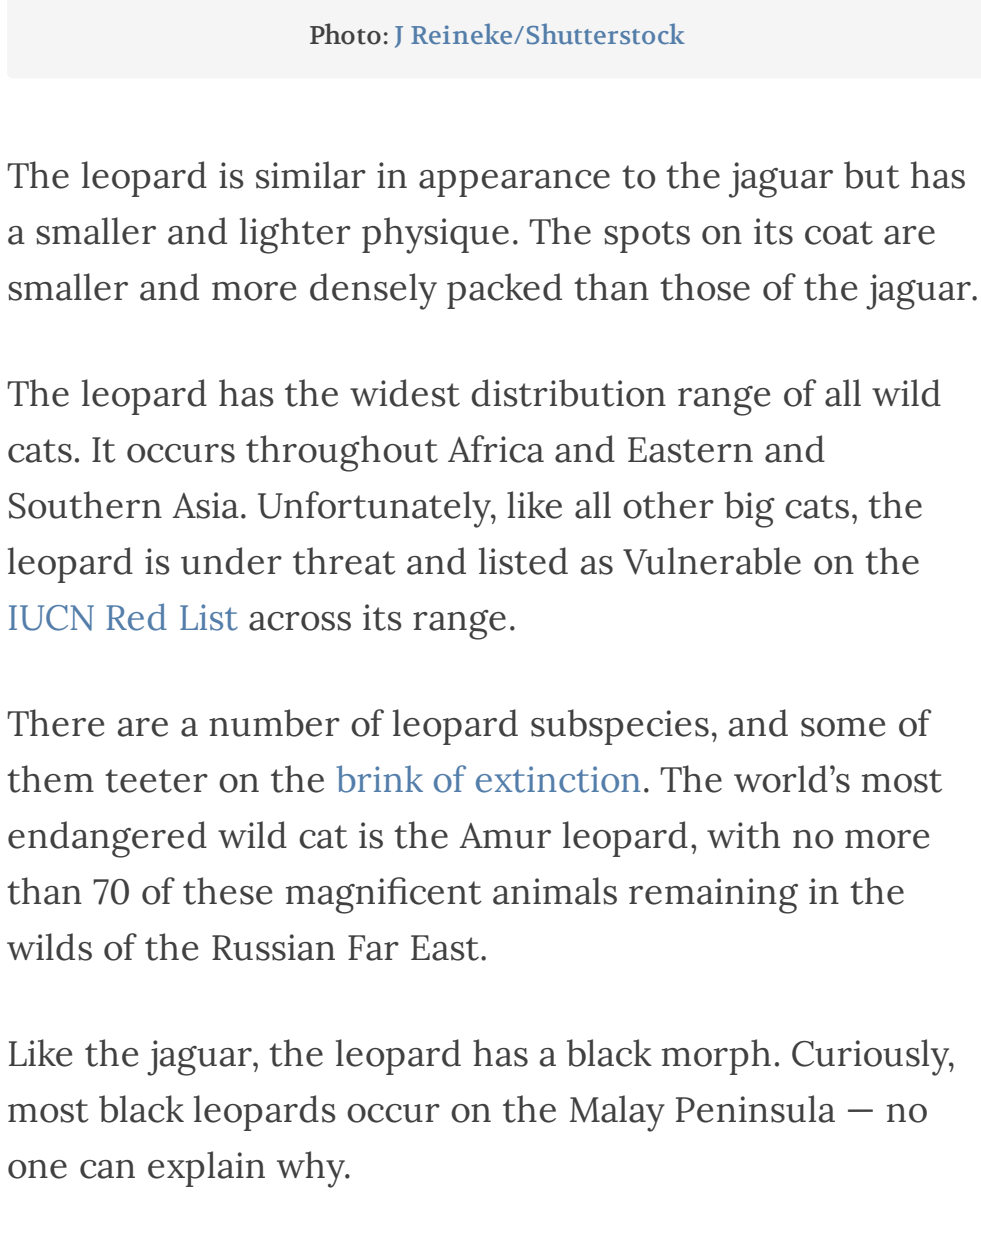 Photo: J Reineke/Shutterstock
The leopard is similar in appearance to the jaguar but has
a smaller and lighter physique. The spots on its coat are
smaller and more densely packed than those of the jaguar.
The leopard has the widest distribution range of all wild
cats. It occurs throughout Africa and Eastern and
Southern Asia. Unfortunately, like all other big cats, the
leopard is under threat and listed as Vulnerable on the
IUCN Red List across its range.
There are a number of leopard subspecies, and some of
them teeter on the brink of extinction. The world’s most
endangered wild cat is the Amur leopard, with no more
than 70 of these magnificent animals remaining in the
wilds of the Russian Far East.
Like the jaguar, the leopard has a black morph. Curiously,
most black leopards occur on the Malay Peninsula — no
one can explain why.